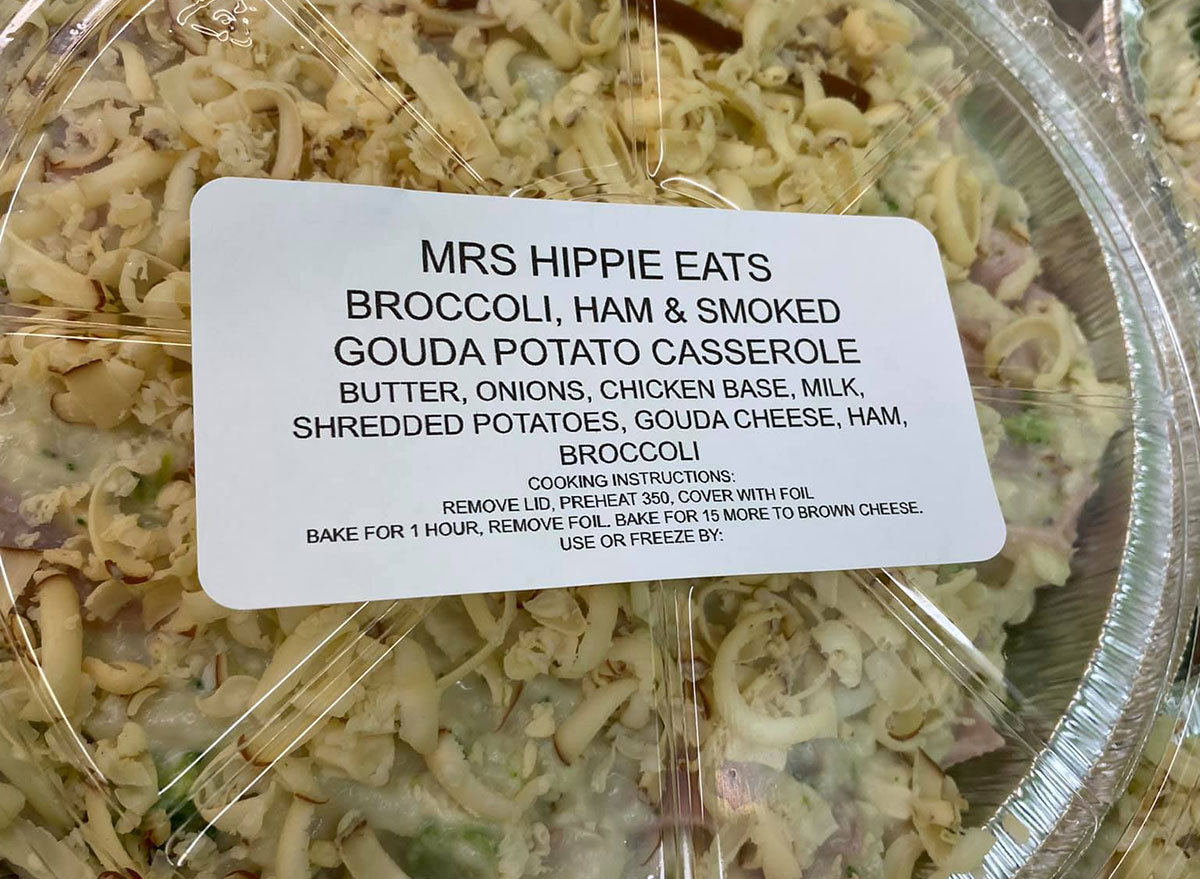 MRS HIPPIE EATS
BROCCOLI, HAM & SMOKED
GOUDA POTATO CASSEROLE
BUTTER, ONIONS, CHICKEN BASE, MILK,
SHREDDED POTATOES, GOUDA CHEESE, HAM,
BROCCOLI
COOKING INSTRUCTIONS:
REMOVE LID, PREHEAT 350, COVER WITH FOIL
BAKE FOR 1 HOUR, REMOVE FOIL. BAKE FOR 15 MORE TO BROWN CHEESE.
USE OR FREEZE BY: